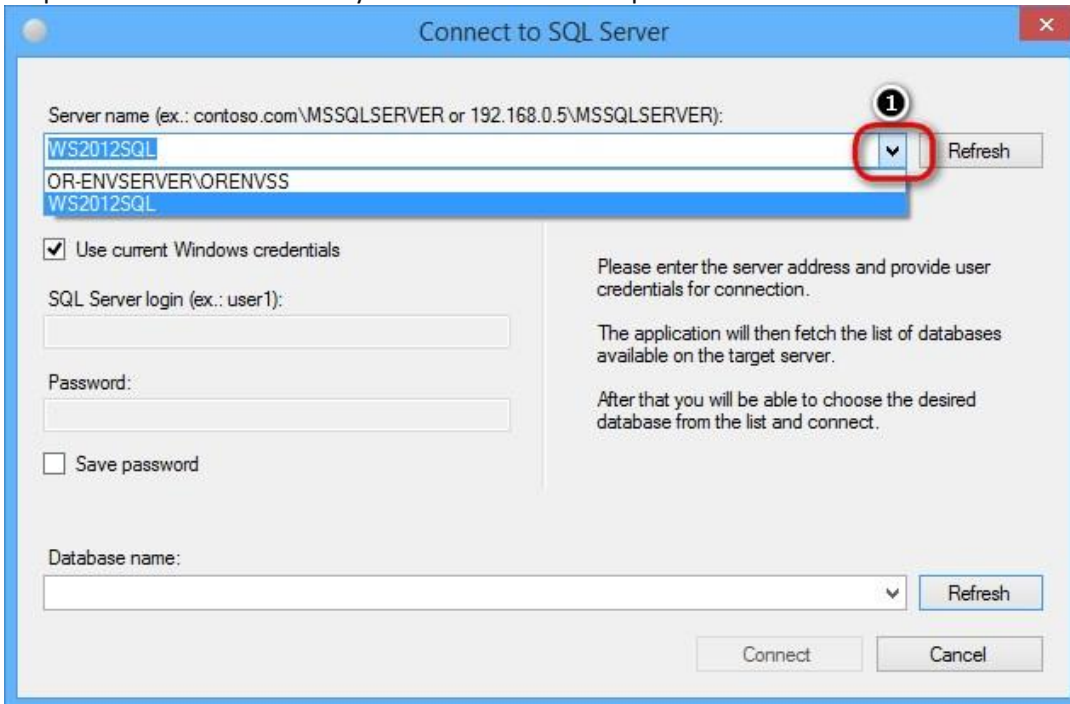 Connect to SQL Server
Server name (ex.: contoso.com\MSSQLSERVER or 192.168.0.5\MSSQLSERVER):
1
WS2012SQL
Refresh
OR-ENVSERVER\ORENVSS
WS2012SQL
Use current Windows credentials
SQL Server login (ex.: user1):
Password:
Save password
Please enter the server address and provide user
credentials for connection.
The application will then fetch the list of databases
available on the target server.
After that you will be able to choose the desired
database from the list and connect.
Database name:
Refresh
Connect
Cancel